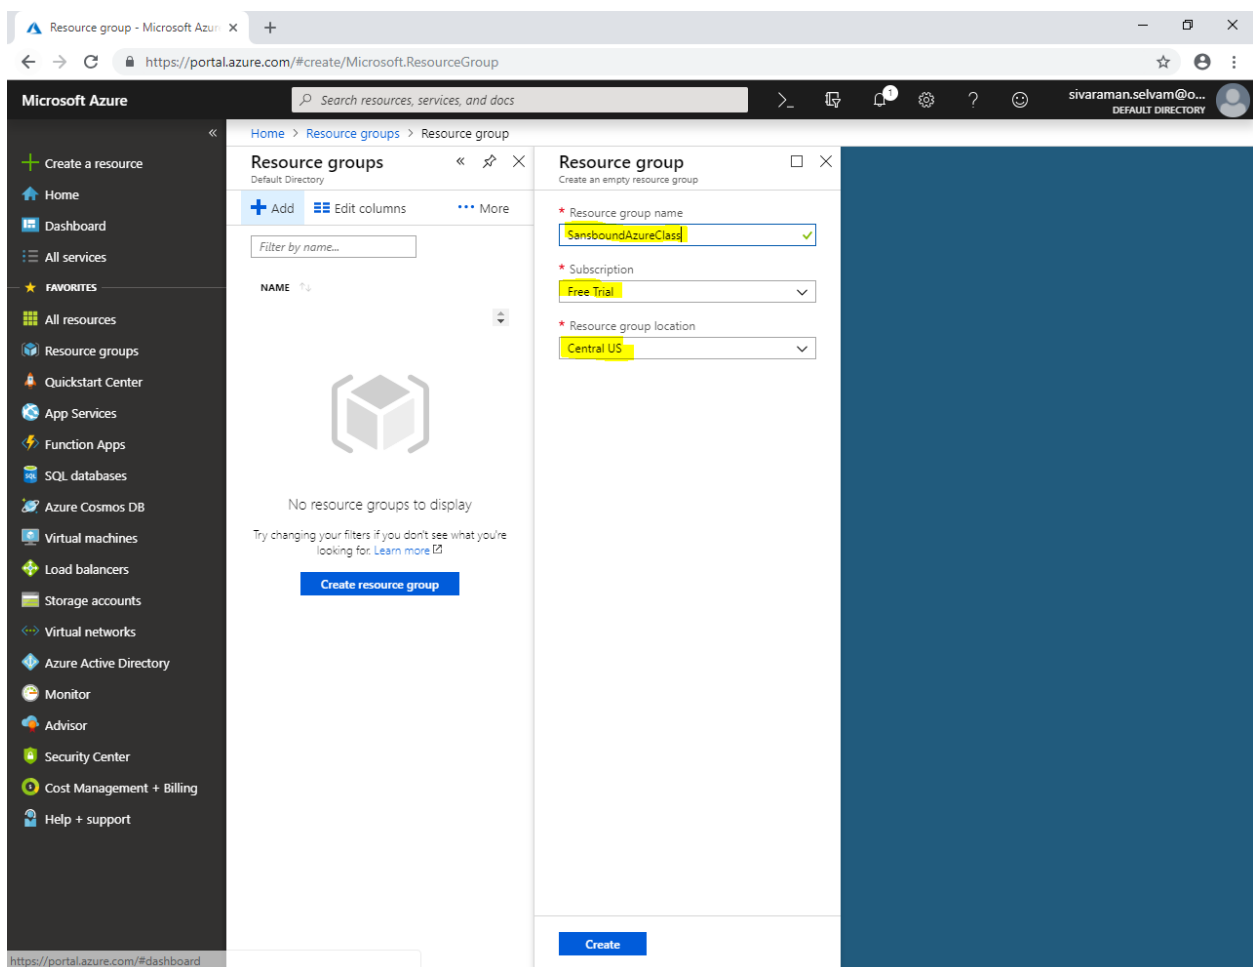 Resource group - Microsoft Azur
https://portal.azure.com/#create/Microsoft.ResourceGroup
Microsoft Azure
Search resources, services, and docs
1
sivaraman.selvam@o...
DEFAULT DIRECTORY
Home > Resource groups > Resource group
Create a resource
Home
Dashboard
All services
FAVORITES
All resources
Resource groups
Quickstart Center
App Services
Function Apps
SQL databases
Azure Cosmos DB
Virtual machines
Load balancers
Storage accounts
Virtual networks
Azure Active Directory
Monitor
Advisor
Security Center
Cost Management + Billing
Help + support
https://portal.azure.com/#dashboard
Resource groups
Default Directory
Add
Edit columns
More
Filter by name...
NAME
No resource groups to display
Try changing your filters if you don't see what you're
looking for. Learn more
Create resource group
Resource group
Create an empty resource group
* Resource group name
SansboundAzureClass
* Subscription
Free Trial
* Resource group location
Central US
Create